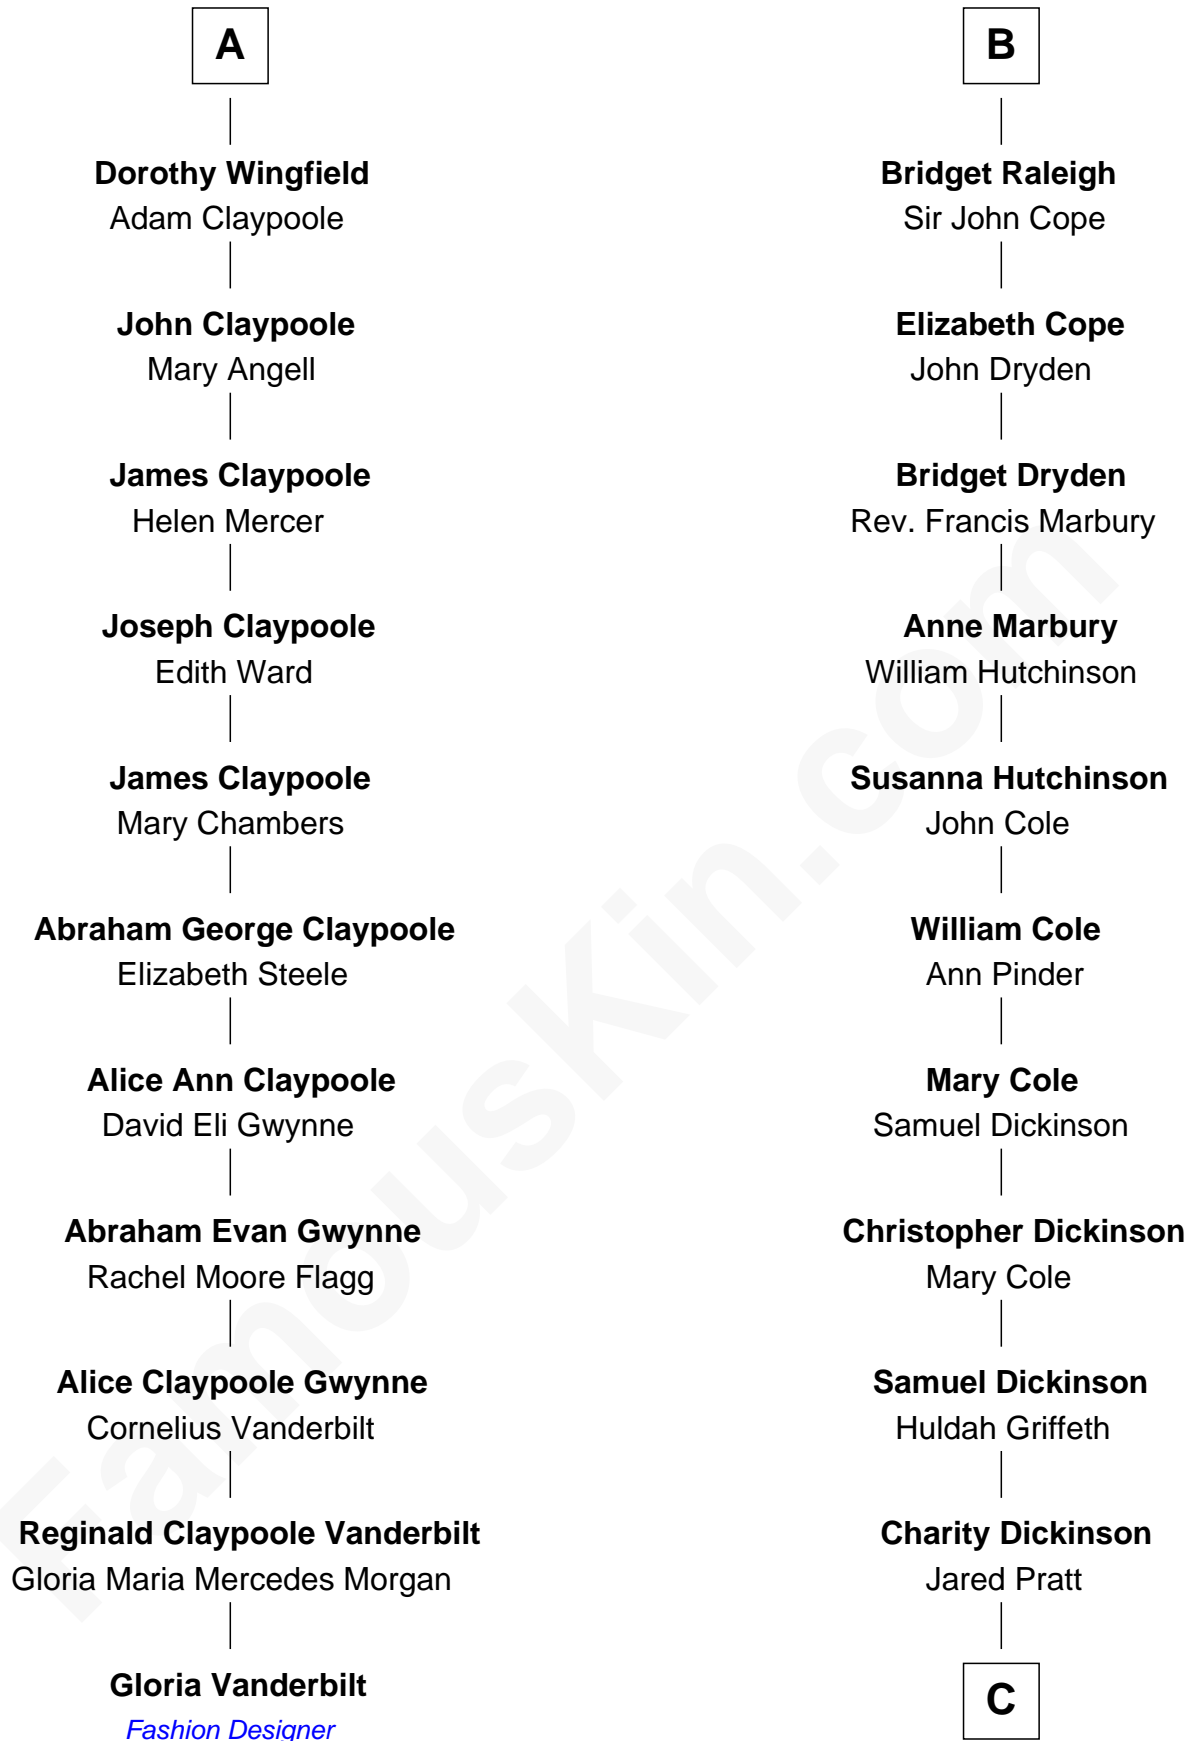 A
Dorothy Wingfield
Adam Claypoole
John Claypoole
Mary Angell
James Claypoole
Helen Mercer
Joseph Claypoole
Edith Ward
James Claypoole
Mary Chambers
Abraham George Claypoole
Elizabeth Steele
Alice Ann Claypoole
David Eli Gwynne
Abraham Evan Gwynne
Rachel Moore Flagg
Alice Claypoole Gwynne
Cornelius Vanderbilt
Reginald Claypoole Vanderbilt
Gloria Maria Mercedes Morgan
Gloria Vanderbilt
Fashion Designer
B
Bridget Raleigh
Sir John Cope
Elizabeth Cope
John Dryden
Bridget Dryden
Rev. Francis Marbury
Anne Marbury
William Hutchinson
Susanna Hutchinson
John Cole
William Cole
Ann Pinder
Mary Cole
Samuel Dickinson
Christopher Dickinson
Mary Cole
Samuel Dickinson
Huldah Griffeth
Charity Dickinson
Jared Pratt
C
FamousKin.com